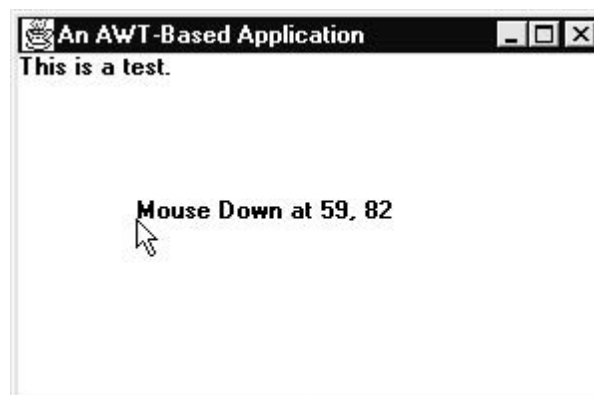 An AWT-Based Application
This is a test.
Mouse Down at 59, 82